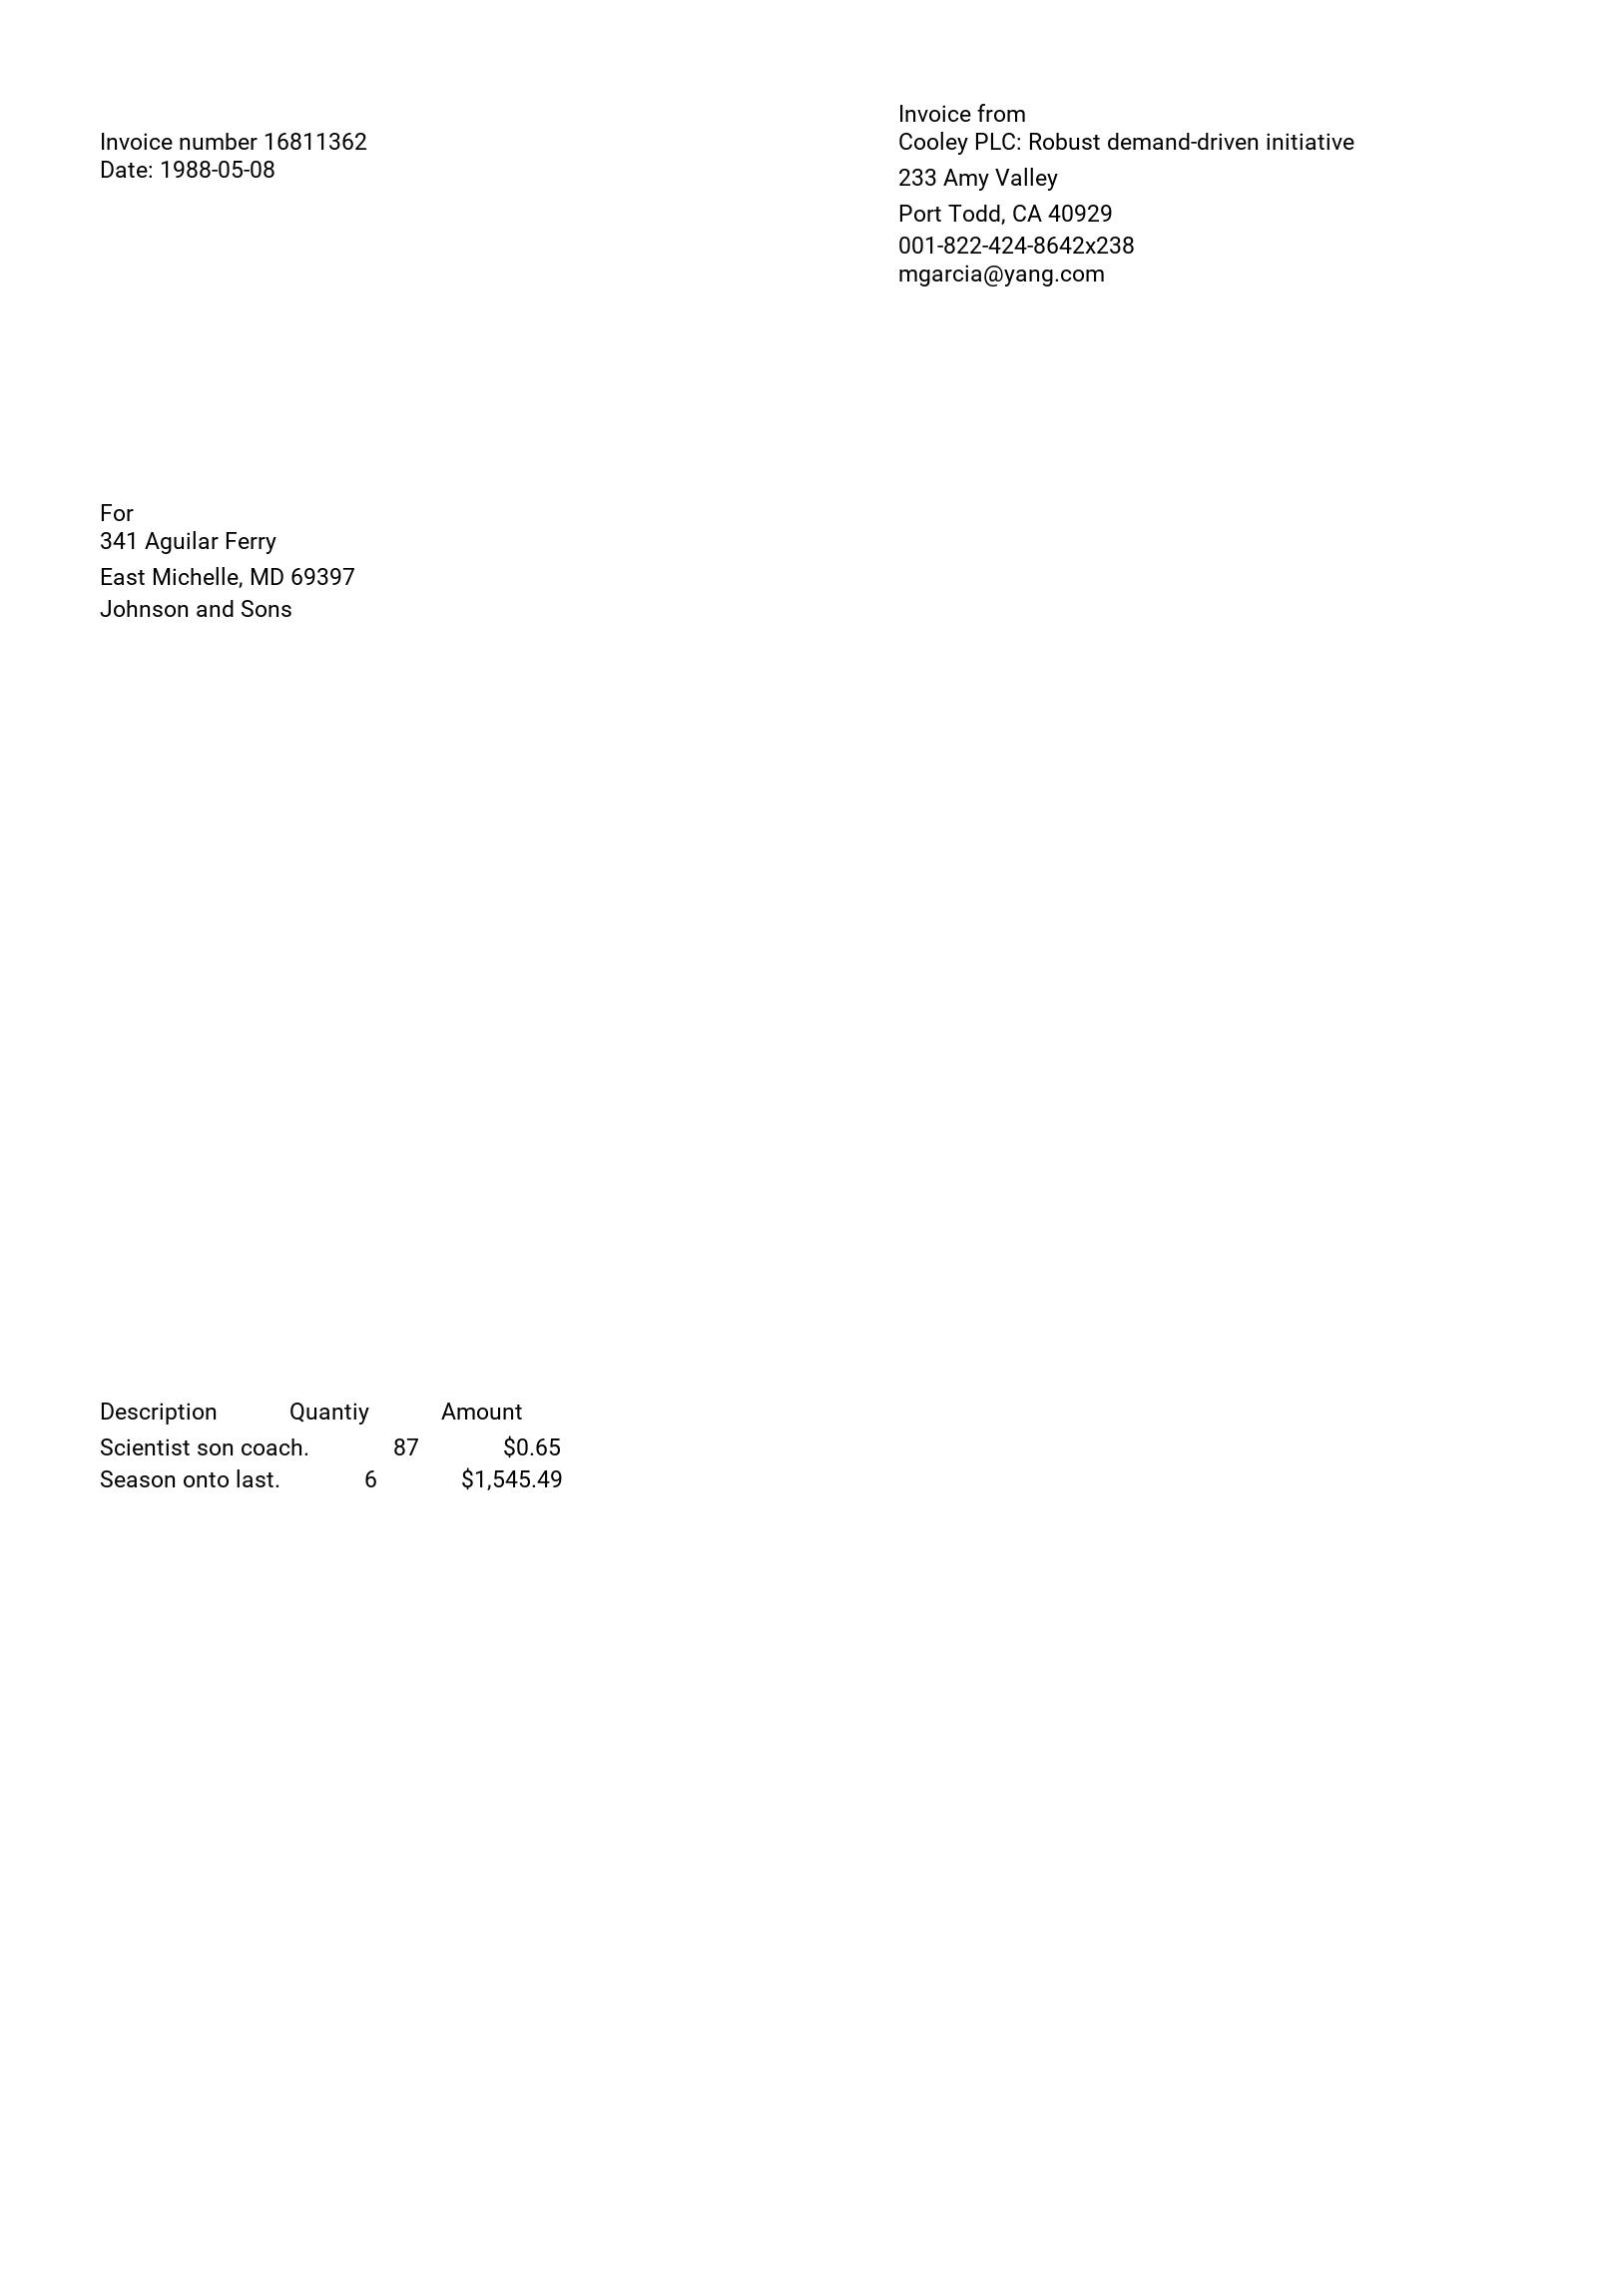 Invoice number 16811362
Date: 1988-05-08
Invoice from
Cooley PLC: Robust demand-driven initiative
233 Amy Valley
Port Todd, CA 40929
001-822-424-8642x238
mgarcia@yang.com
For
341 Aguilar Ferry
East Michelle, MD 69397
Johnson and Sons
Description Quantiy Amount
Scientist son coach. 87 $0.65
Season onto last. 6 $1,545.49